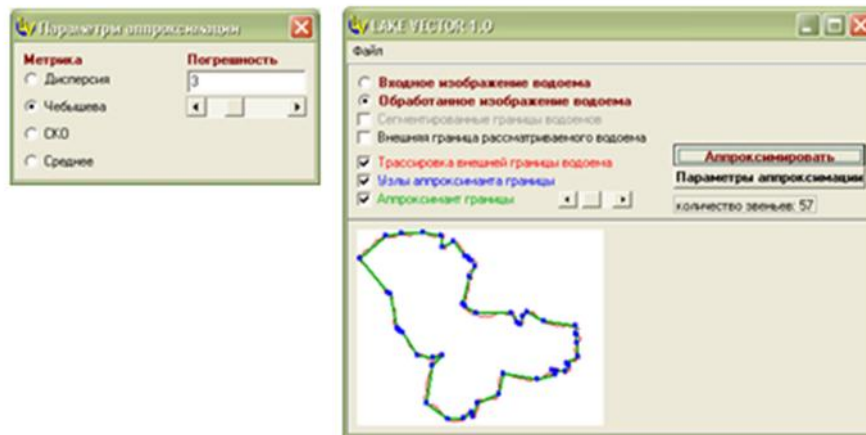 Параметры аппроксимации
Метрика
Погрешность
Дисперсия
3
Чебышева
СКО
Среднее
LAKE VECTOR 1.0
Файл
Входное изображение водоема
Обработанное изображение водоема
Сегментированные границы водоемов
Внешняя граница рассматриваемого водоема
Трассировка внешней границы водоема
Узлы аппроксиманта границы
Аппроксимант границы
Аппроксимировать
Параметры аппроксимации
количество звеньев: 57